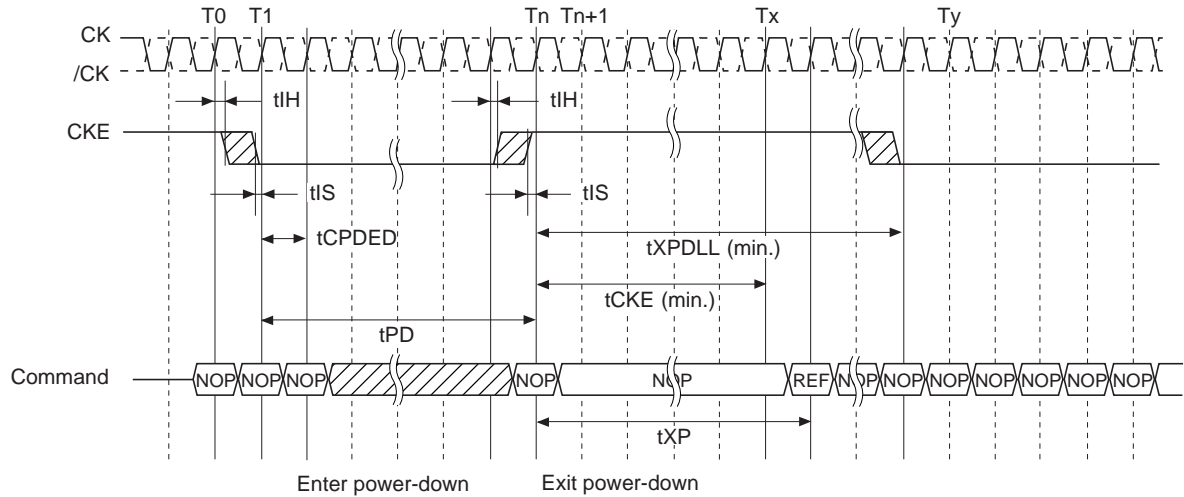 T0 T1 Tn Tn+1 Tx Ty
CK
/CK
tIH tIH
CKE
tIS tIS
tCPDED
tXPDLL (min.)
tCKE (min.)
tPD
Command NOP NOP NOP NOP NOP REF NOP NOP NOP NOP NOP NOP NOP
tXP
Enter power-down Exit power-down